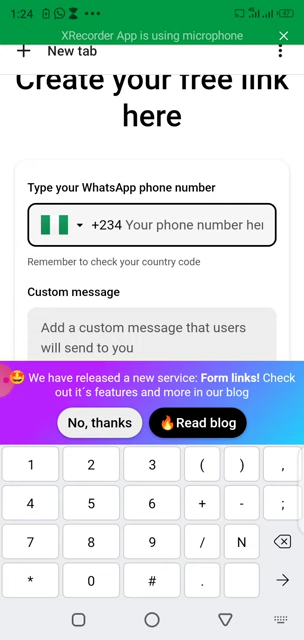 1:24
XRecorder App is using microphone
New tab
Create your free link
here
Type your WhatsApp phone number
+234 Your phone number her
Remember to check your country code
Custom message
Add a custom message that users
will send to you
We have released a new service: Form links! Check
out it´s features and more in our blog
No, thanks
Read blog
1 2 3 ( ) ,
4 5 6 + - ;
7 8 9 / N
* 0 # .